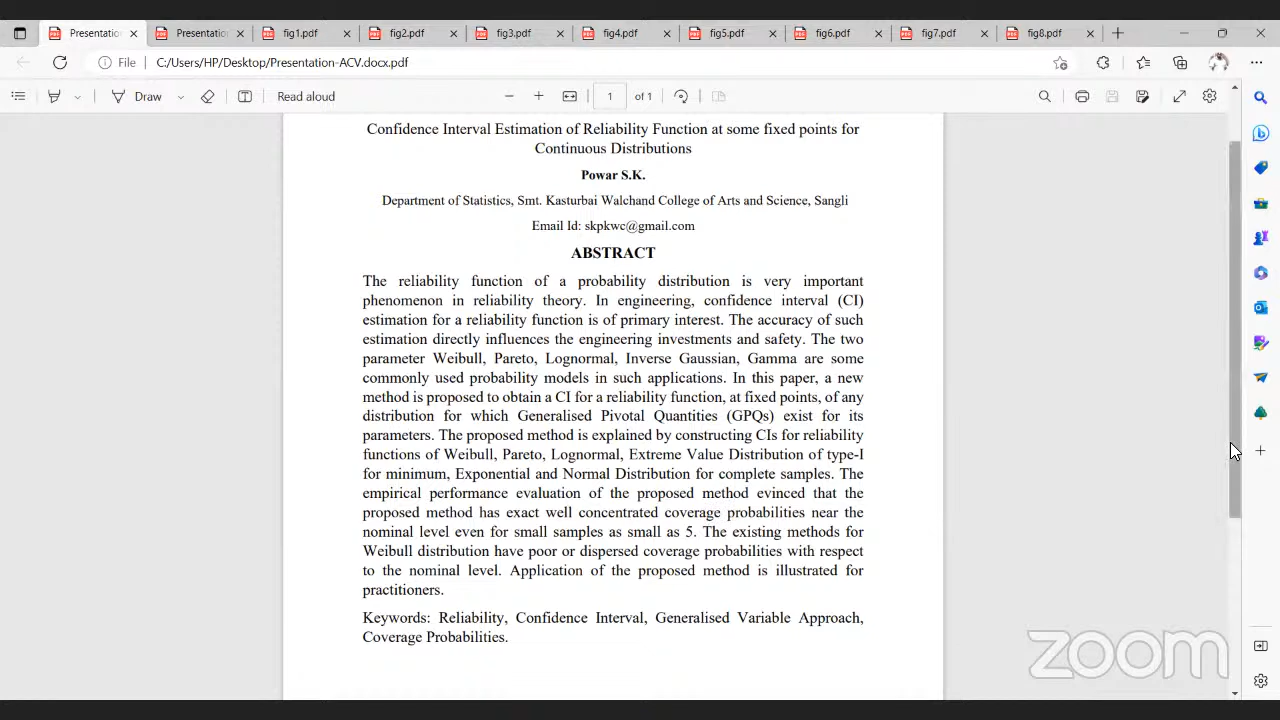 Presentation
Presentation
fig1.pdf
fig2.pdf
fig3.pdf
fig4.pdf
fig5.pdf
fig6.pdf
fig7.pdf
fig8.pdf
File
C:/Users/HP/Desktop/Presentation-ACV.docx.pdf
Draw
Read aloud
1
of 1
Confidence Interval Estimation of Reliability Function at some fixed points for
Continuous Distributions
Powar S.K.
Department of Statistics, Smt. Kasturbai Walchand College of Arts and Science, Sangli
Email Id: skpkwc@gmail.com
ABSTRACT
The reliability function of a probability distribution is very important
phenomenon in reliability theory. In engineering, confidence interval (CI)
estimation for a reliability function is of primary interest. The accuracy of such
estimation directly influences the engineering investments and safety. The two
parameter Weibull, Pareto, Lognormal, Inverse Gaussian, Gamma are some
commonly used probability models in such applications. In this paper, a new
method is proposed to obtain a CI for a reliability function, at fixed points, of any
distribution for which Generalised Pivotal Quantities (GPQs) exist for its
parameters. The proposed method is explained by constructing CIs for reliability
functions of Weibull, Pareto, Lognormal, Extreme Value Distribution of type-I
for minimum, Exponential and Normal Distribution for complete samples. The
empirical performance evaluation of the proposed method evinced that the
proposed method has exact well concentrated coverage probabilities near the
nominal level even for small samples as small as 5. The existing methods for
Weibull distribution have poor or dispersed coverage probabilities with respect
to the nominal level. Application of the proposed method is illustrated for
practitioners.
Keywords: Reliability, Confidence Interval, Generalised Variable Approach,
Coverage Probabilities.
zoom